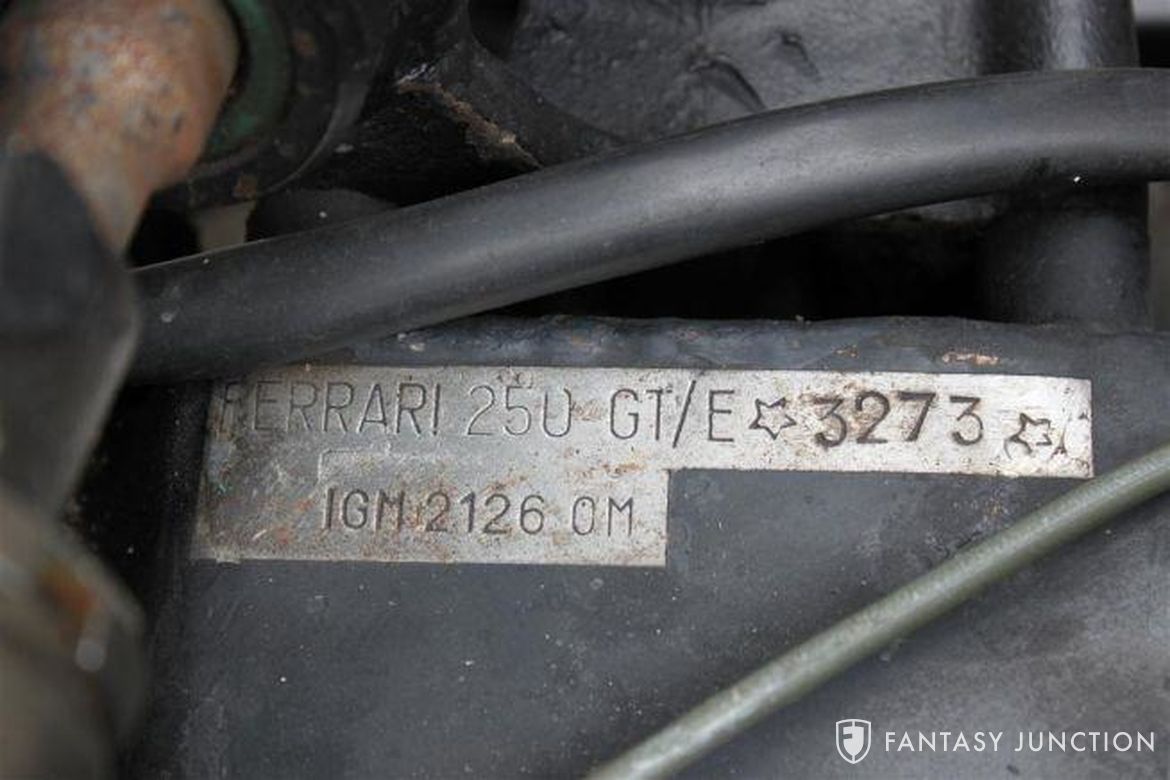 FERRARI 250 GT/E ☆ 3273 ☆
IGM 2126 OM
FANTASY JUNCTION